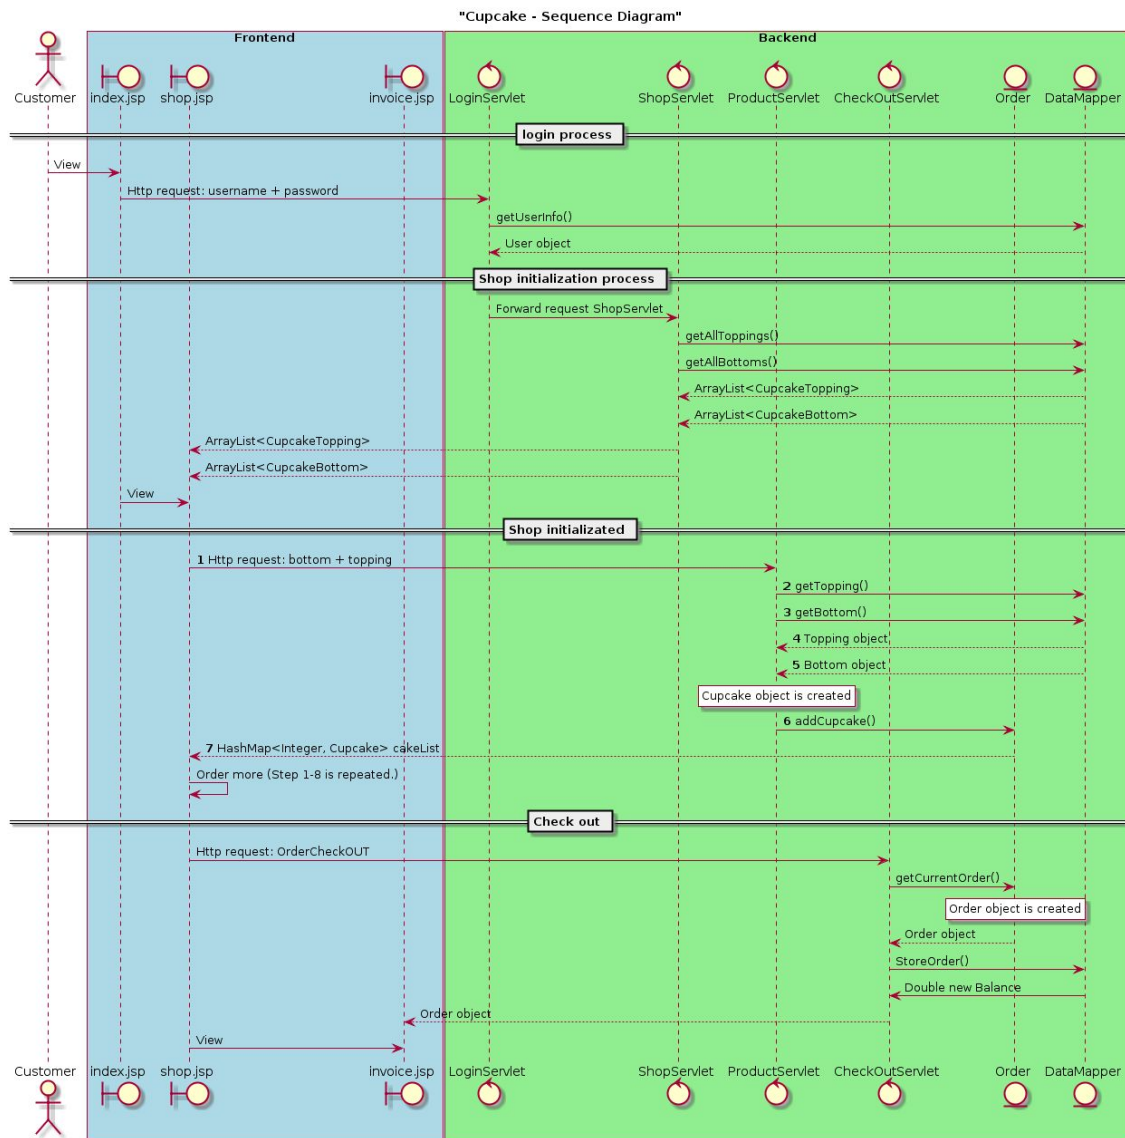 "Cupcake - Sequence Diagram"
Frontend
Backend
Customer
index.jsp
shop.jsp
invoice.jsp
LoginServlet
ShopServlet
ProductServlet
CheckOutServlet
Order
DataMapper
login process
View
Http request: username + password
getUserInfo()
User object
Shop initialization process
Forward request ShopServlet
getAllToppings()
getAllBottoms()
ArrayList<CupcakeTopping>
ArrayList<CupcakeBottom>
ArrayList<CupcakeTopping>
ArrayList<CupcakeBottom>
View
Shop initializated
1 Http request: bottom + topping
2 getTopping()
3 getBottom()
4 Topping object
5 Bottom object
Cupcake object is created
6 addCupcake()
7 HashMap<Integer, Cupcake> cakeList
Order more (Step 1-8 is repeated.)
Check out
Http request: OrderCheckOUT
getCurrentOrder()
Order object is created
Order object
StoreOrder()
Double new Balance
Order object
View
Customer
index.jsp
shop.jsp
invoice.jsp
LoginServlet
ShopServlet
ProductServlet
CheckOutServlet
Order
DataMapper